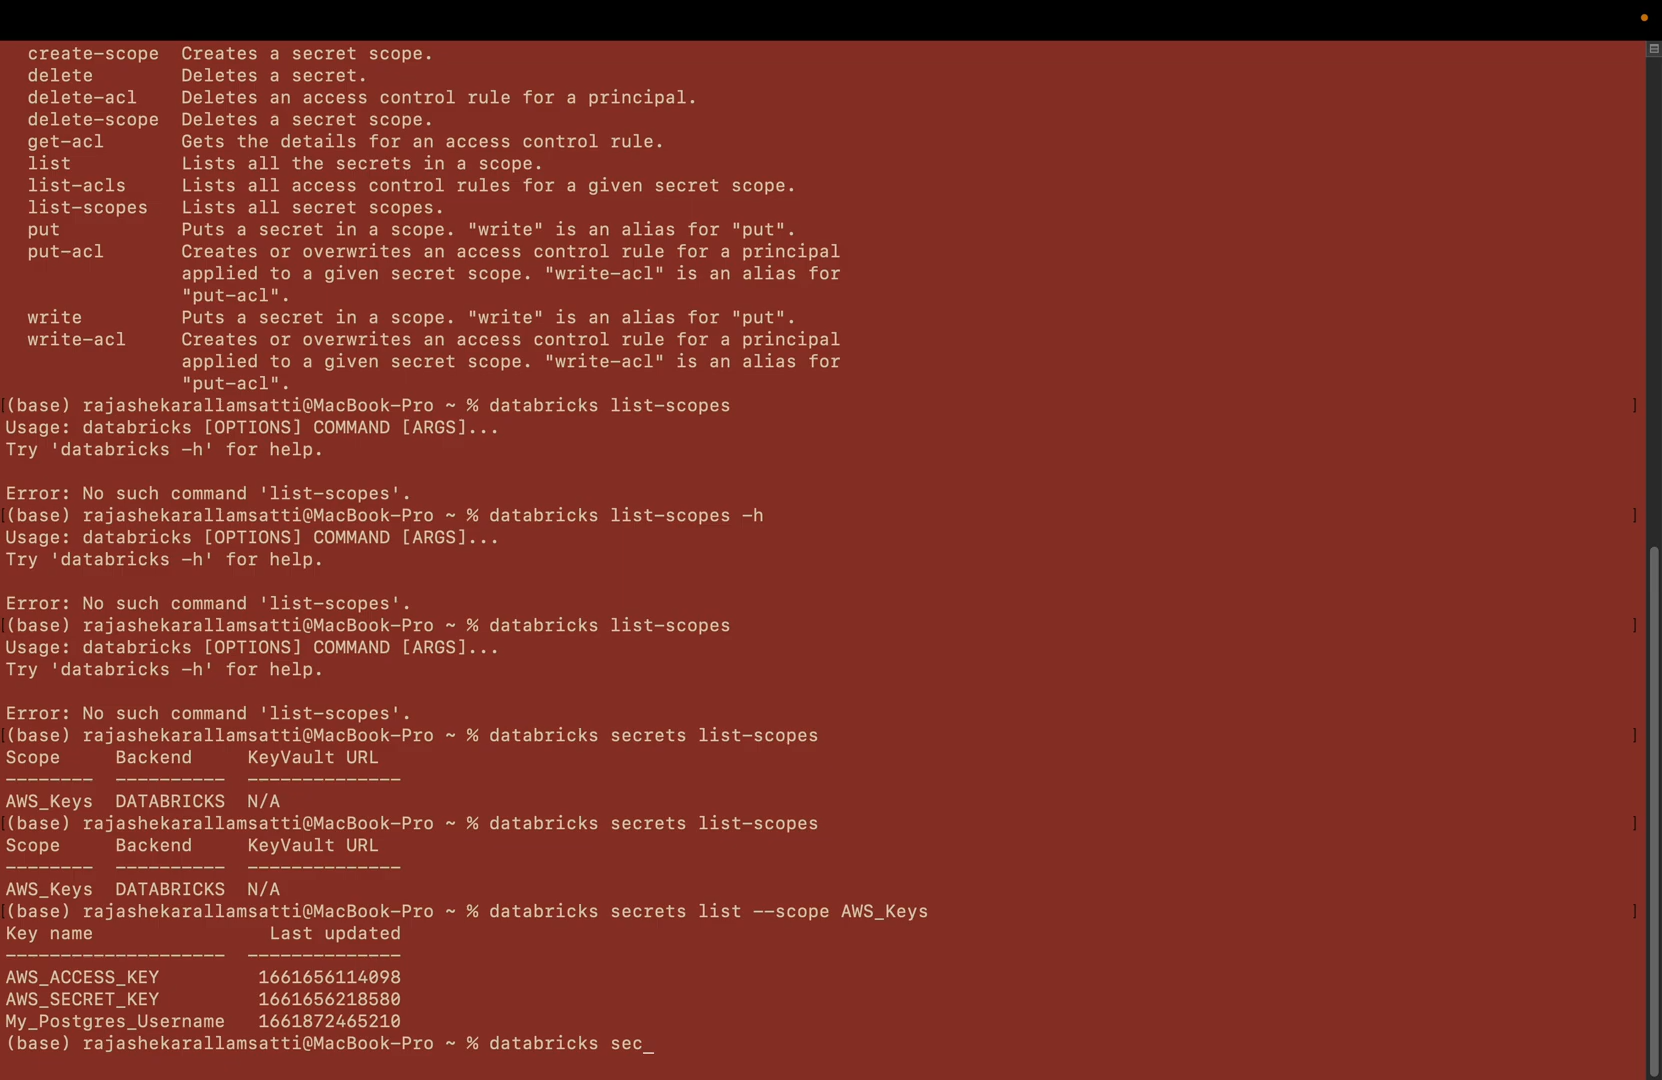 create-scope  Creates a secret scope.
delete        Deletes a secret.
delete-acl    Deletes an access control rule for a principal.
delete-scope  Deletes a secret scope.
get-acl       Gets the details for an access control rule.
list          Lists all the secrets in a scope.
list-acls     Lists all access control rules for a given secret scope.
list-scopes   Lists all secret scopes.
put           Puts a secret in a scope. "write" is an alias for "put".
put-acl       Creates or overwrites an access control rule for a principal
applied to a given secret scope. "write-acl" is an alias for
"put-acl".
write         Puts a secret in a scope. "write" is an alias for "put".
write-acl     Creates or overwrites an access control rule for a principal
applied to a given secret scope. "write-acl" is an alias for
"put-acl".
[(base) rajashekarallamsatti@MacBook-Pro ~ % databricks list-scopes ]
Usage: databricks [OPTIONS] COMMAND [ARGS]...
Try 'databricks -h' for help.
Error: No such command 'list-scopes'.
[(base) rajashekarallamsatti@MacBook-Pro ~ % databricks list-scopes -h ]
Usage: databricks [OPTIONS] COMMAND [ARGS]...
Try 'databricks -h' for help.
Error: No such command 'list-scopes'.
[(base) rajashekarallamsatti@MacBook-Pro ~ % databricks list-scopes ]
Usage: databricks [OPTIONS] COMMAND [ARGS]...
Try 'databricks -h' for help.
Error: No such command 'list-scopes'.
[(base) rajashekarallamsatti@MacBook-Pro ~ % databricks secrets list-scopes ]
Scope     Backend     KeyVault URL
--------  ----------  --------------
AWS_Keys  DATABRICKS  N/A
[(base) rajashekarallamsatti@MacBook-Pro ~ % databricks secrets list-scopes ]
Scope     Backend     KeyVault URL
--------  ----------  --------------
AWS_Keys  DATABRICKS  N/A
[(base) rajashekarallamsatti@MacBook-Pro ~ % databricks secrets list --scope AWS_Keys ]
Key name                Last updated
--------------------  --------------
AWS_ACCESS_KEY         1661656114098
AWS_SECRET_KEY         1661656218580
My_Postgres_Username   1661872465210
(base) rajashekarallamsatti@MacBook-Pro ~ % databricks sec_